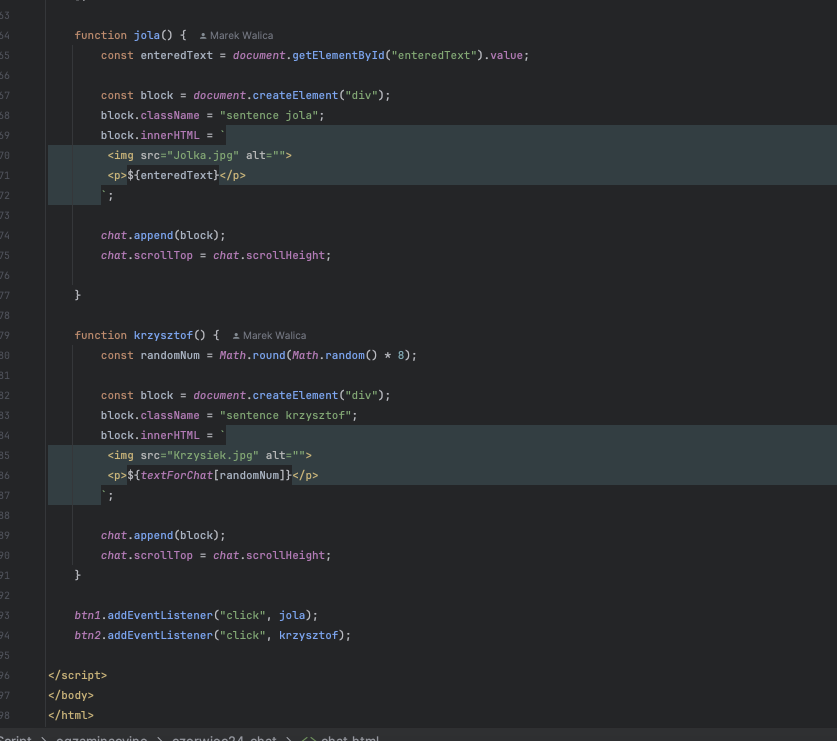 63
64 function jola() { Marek Walica
65 const enteredText = document.getElementById("enteredText").value;
66
67 const block = document.createElement("div");
68 block.className = "sentence jola";
69 block.innerHTML = `
70 <img src="Jolka.jpg" alt="">
71 <p>${enteredText}</p>
72 `;
73
74 chat.append(block);
75 chat.scrollTop = chat.scrollHeight;
76
77 }
78
79 function krzysztof() { Marek Walica
80 const randomNum = Math.round(Math.random() * 8);
81
82 const block = document.createElement("div");
83 block.className = "sentence krzysztof";
84 block.innerHTML = `
85 <img src="Krzysiek.jpg" alt="">
86 <p>${textForChat[randomNum]}</p>
87 `;
88
89 chat.append(block);
90 chat.scrollTop = chat.scrollHeight;
91 }
92
93 btn1.addEventListener("click", jola);
94 btn2.addEventListener("click", krzysztof);
95
96 </script>
97 </body>
98 </html>